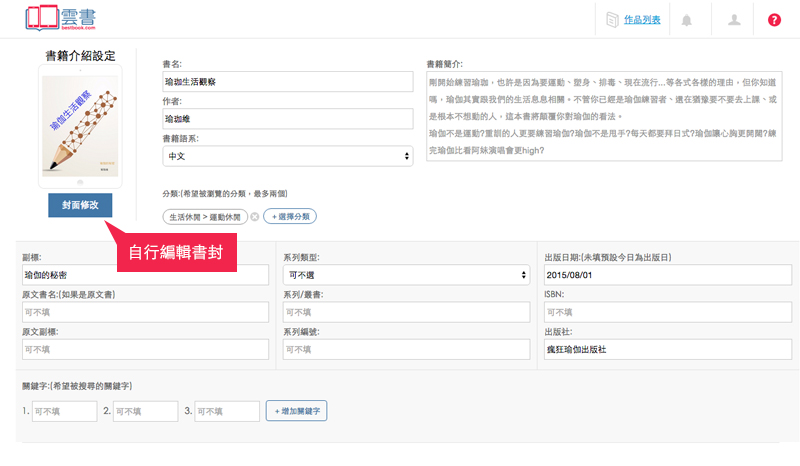 雲書
bestbook.com
作品列表
?
書籍介紹設定
瑜伽生活觀察
封面修改
自行編輯書封
書名:
瑜珈生活觀察
作者:
瑜珈維
書籍語系:
中文
分類:(希望被瀏覽的分類，最多兩個)
生活休閒 > 運動休閒
+選擇分類
書籍簡介:
剛開始練習瑜珈，也許是因為要運動、塑身、排毒、現在流行...等各式各樣的理由，但你知道
嗎，瑜伽其實跟我們的生活息息相關。不管你已經是瑜伽練習者、還在猶豫要不要去上課、或
是根本不想動的人，這本書將顛覆你對瑜伽的看法。
瑜伽不是運動?重訓的人更要練習瑜伽?瑜伽不是甩手?每天都要拜日式?瑜伽讓心胸更開闊?練
完瑜伽比看阿妹演唱會更high?
副標:
瑜伽的秘密
原文書名:(如果是原文書)
可不填
原文副標:
可不填
系列類型:
可不選
系列/叢書:
可不填
系列編號:
可不填
出版日期:(未填預設今日為出版日)
2015/08/01
ISBN:
可不填
出版社:
瘋狂瑜伽出版社
關鍵字:(希望被搜尋的關鍵字)
1. 可不填 2. 可不填 3. 可不填 +增加關鍵字